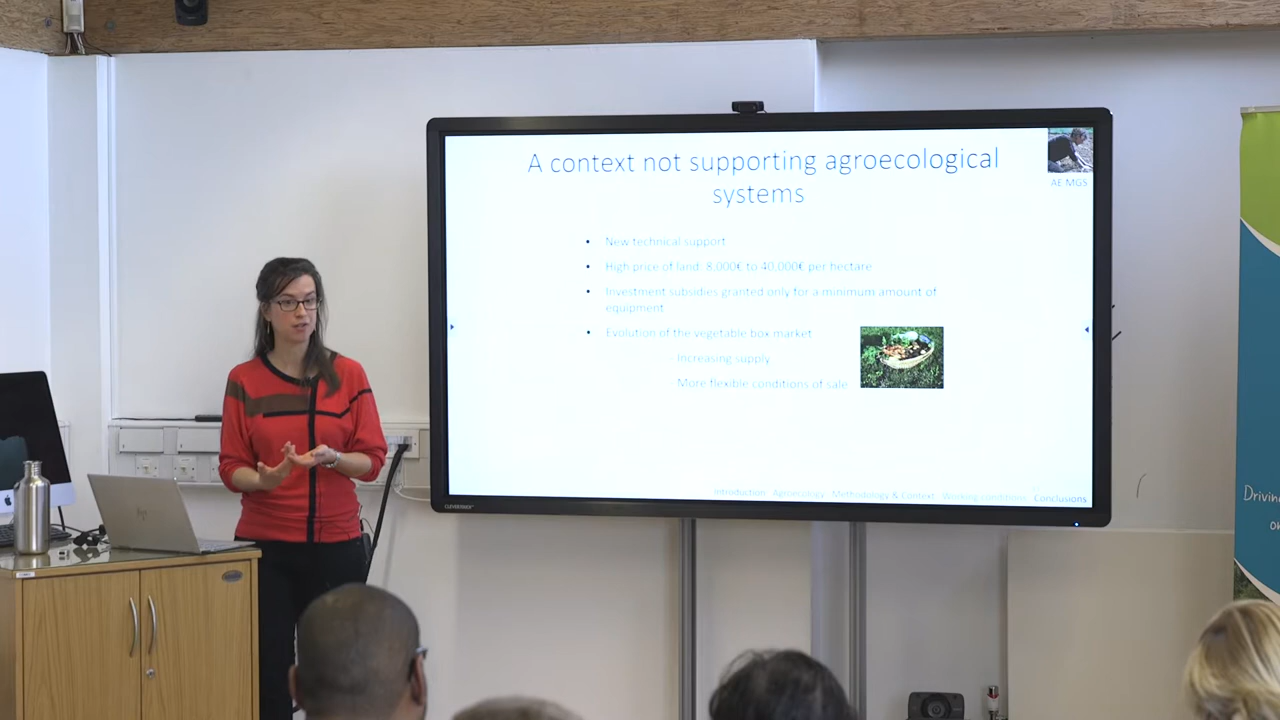 A context not supporting agroecological
systems
AE MGS
• New technical support
• High price of land: 8.000€ to 40.000€ per hectare
• Investment subsidies granted only for a minimum amount of
equipment
• Evolution of the vegetable box market
- Increasing supply
- More flexible conditions of sale
Introduction Agroecology Methodology & Context Working conditions Conclusions
CLEVERTOUCH
hp
Drivin